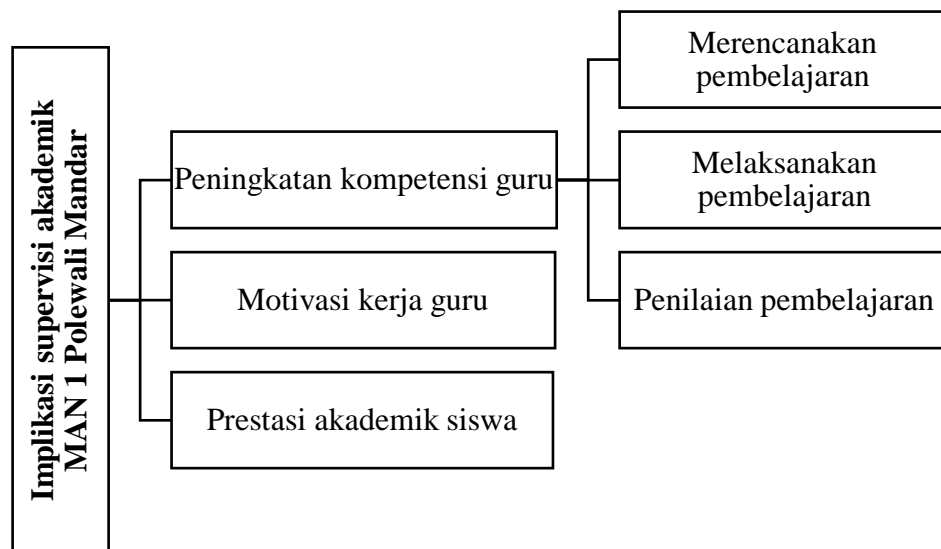 Implikasi supervisi akademik
MAN 1 Polewali Mandar
Peningkatan kompetensi guru
Motivasi kerja guru
Prestasi akademik siswa
Merencanakan
pembelajaran
Melaksanakan
pembelajaran
Penilaian pembelajaran